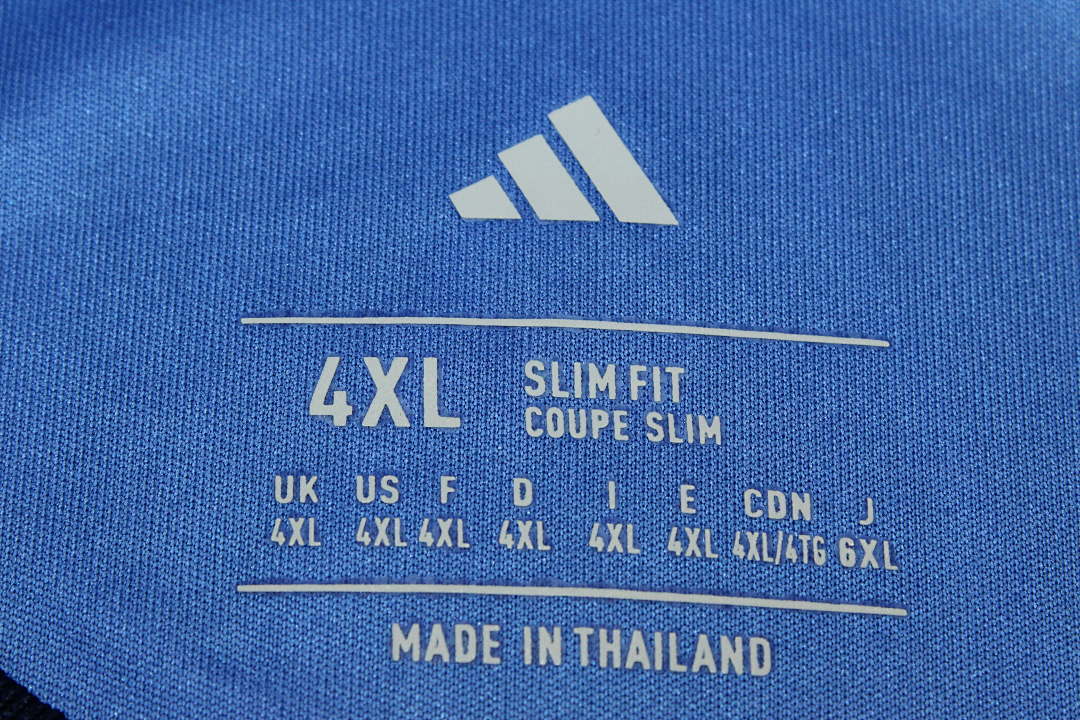 4XL SLIM FIT
COUPE SLIM
UK US F D I E CDN J
4XL 4XL 4XL 4XL 4XL 4XL 4XL/4TG 6XL
MADE IN THAILAND